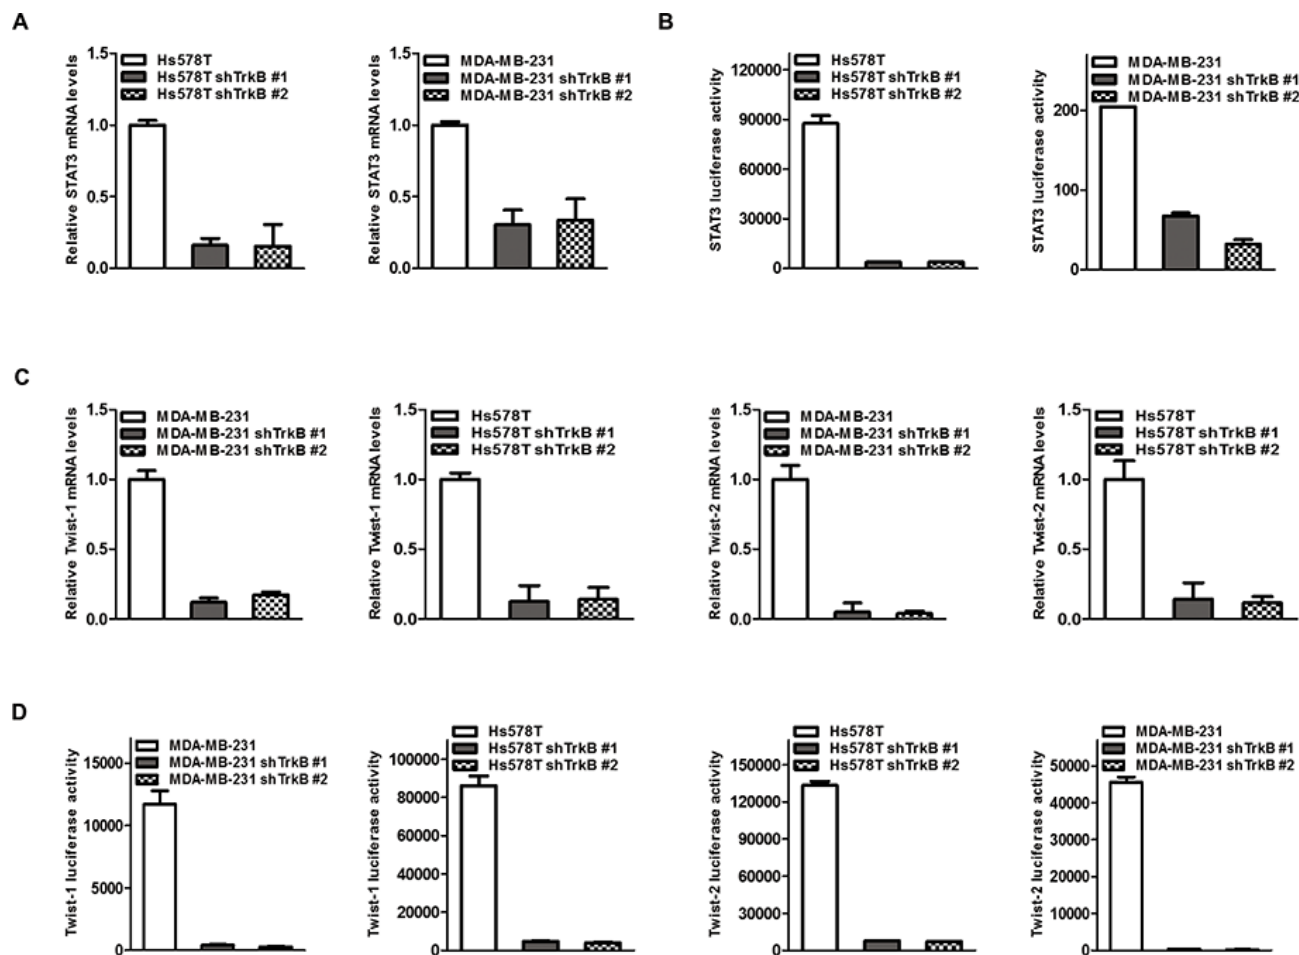 A
Relative STAT3 mRNA levels
1.5
1.0
0.5
0.0
Hs578T
Hs578T shTrkB #1
Hs578T shTrkB #2
Relative STAT3 mRNA levels
1.5
1.0
0.5
0.0
MDA-MB-231
MDA-MB-231 shTrkB #1
MDA-MB-231 shTrkB #2
B
STAT3 luciferase activity
120000
90000
60000
30000
0
Hs578T
Hs578T shTrkB #1
Hs578T shTrkB #2
STAT3 luciferase activity
200
100
0
MDA-MB-231
MDA-MB-231 shTrkB #1
MDA-MB-231 shTrkB #2
C
Relative Twist-1 mRNA levels
1.5
1.0
0.5
0.0
MDA-MB-231
MDA-MB-231 shTrkB #1
MDA-MB-231 shTrkB #2
Relative Twist-1 mRNA levels
1.5
1.0
0.5
0.0
Hs578T
Hs578T shTrkB #1
Hs578T shTrkB #2
Relative Twist-2 mRNA levels
1.5
1.0
0.5
0.0
MDA-MB-231
MDA-MB-231 shTrkB #1
MDA-MB-231 shTrkB #2
Relative Twist-2 mRNA levels
1.5
1.0
0.5
0.0
Hs578T
Hs578T shTrkB #1
Hs578T shTrkB #2
D
Twist-1 luciferase activity
15000
10000
5000
0
MDA-MB-231
MDA-MB-231 shTrkB #1
MDA-MB-231 shTrkB #2
Twist-1 luciferase activity
100000
80000
60000
40000
20000
0
Hs578T
Hs578T shTrkB #1
Hs578T shTrkB #2
Twist-2 luciferase activity
150000
120000
90000
60000
30000
0
Hs578T
Hs578T shTrkB #1
Hs578T shTrkB #2
Twist-2 luciferase activity
50000
40000
30000
20000
10000
0
MDA-MB-231
MDA-MB-231 shTrkB #1
MDA-MB-231 shTrkB #2